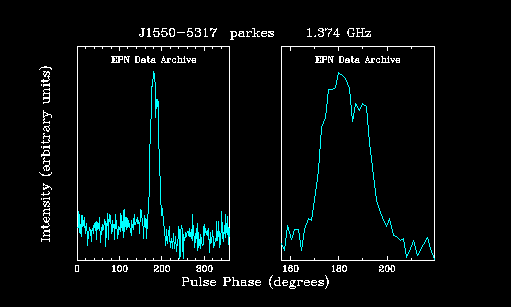 J1550-5317 parkes 1.374 GHz
EPN Data Archive
EPN Data Archive
Intensity (arbitrary units)
0 100 200 300
160 180 200
Pulse Phase (degrees)